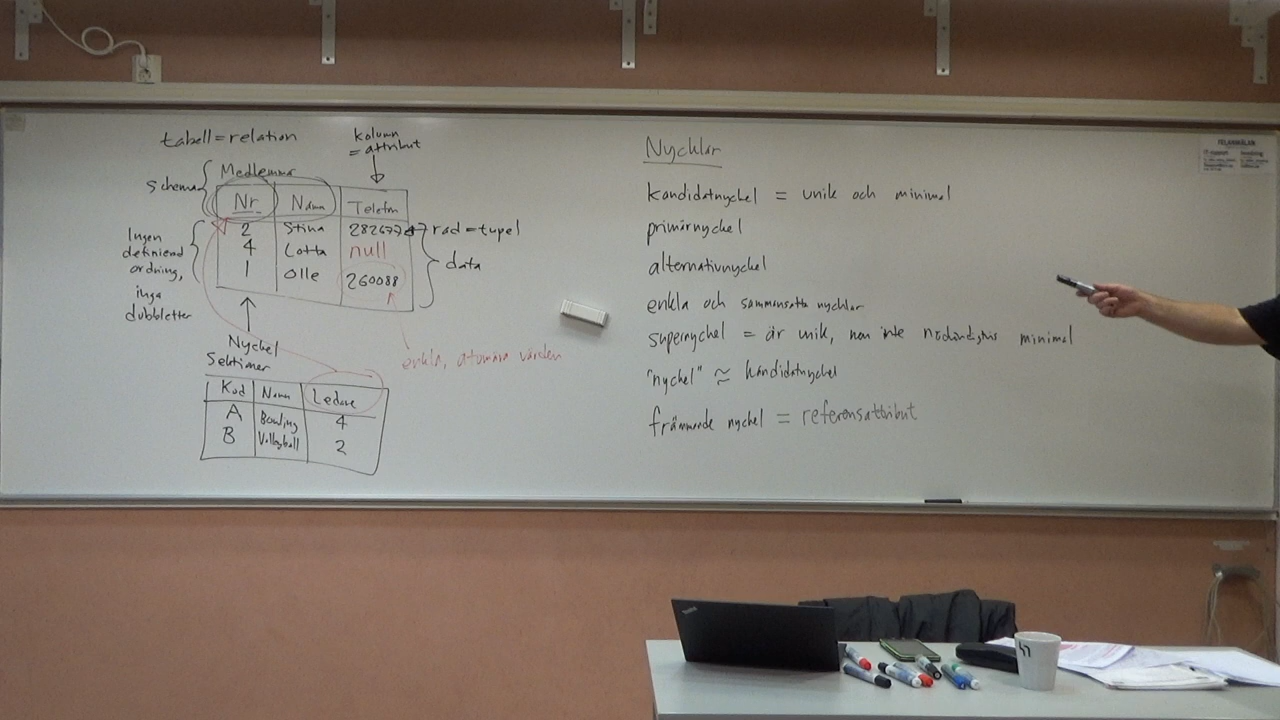 tabell = relation
kolumn
= attribut
Medlemmar
schema
Nr Namn Telefon
2 Stina 282677
rad = tupel
4 Lotta null
1 Olle 260088
data
Ingen
definierad
ordning,
inga
dubbletter
Nyckel
enkla, atomära värden
Sektioner
Kod Namn Ledare
A Bowling 4
B Volleyboll 2
Nycklar
kandidatnyckel = unik och minimal
primärnyckel
alternativnyckel
enkla och sammansatta nycklar
supernyckel = är unik, men inte nödvändigtvis minimal
"nyckel" ≈ kandidatnyckel
främmande nyckel = referensattribut
FELANMÄLAN
ThinkPad